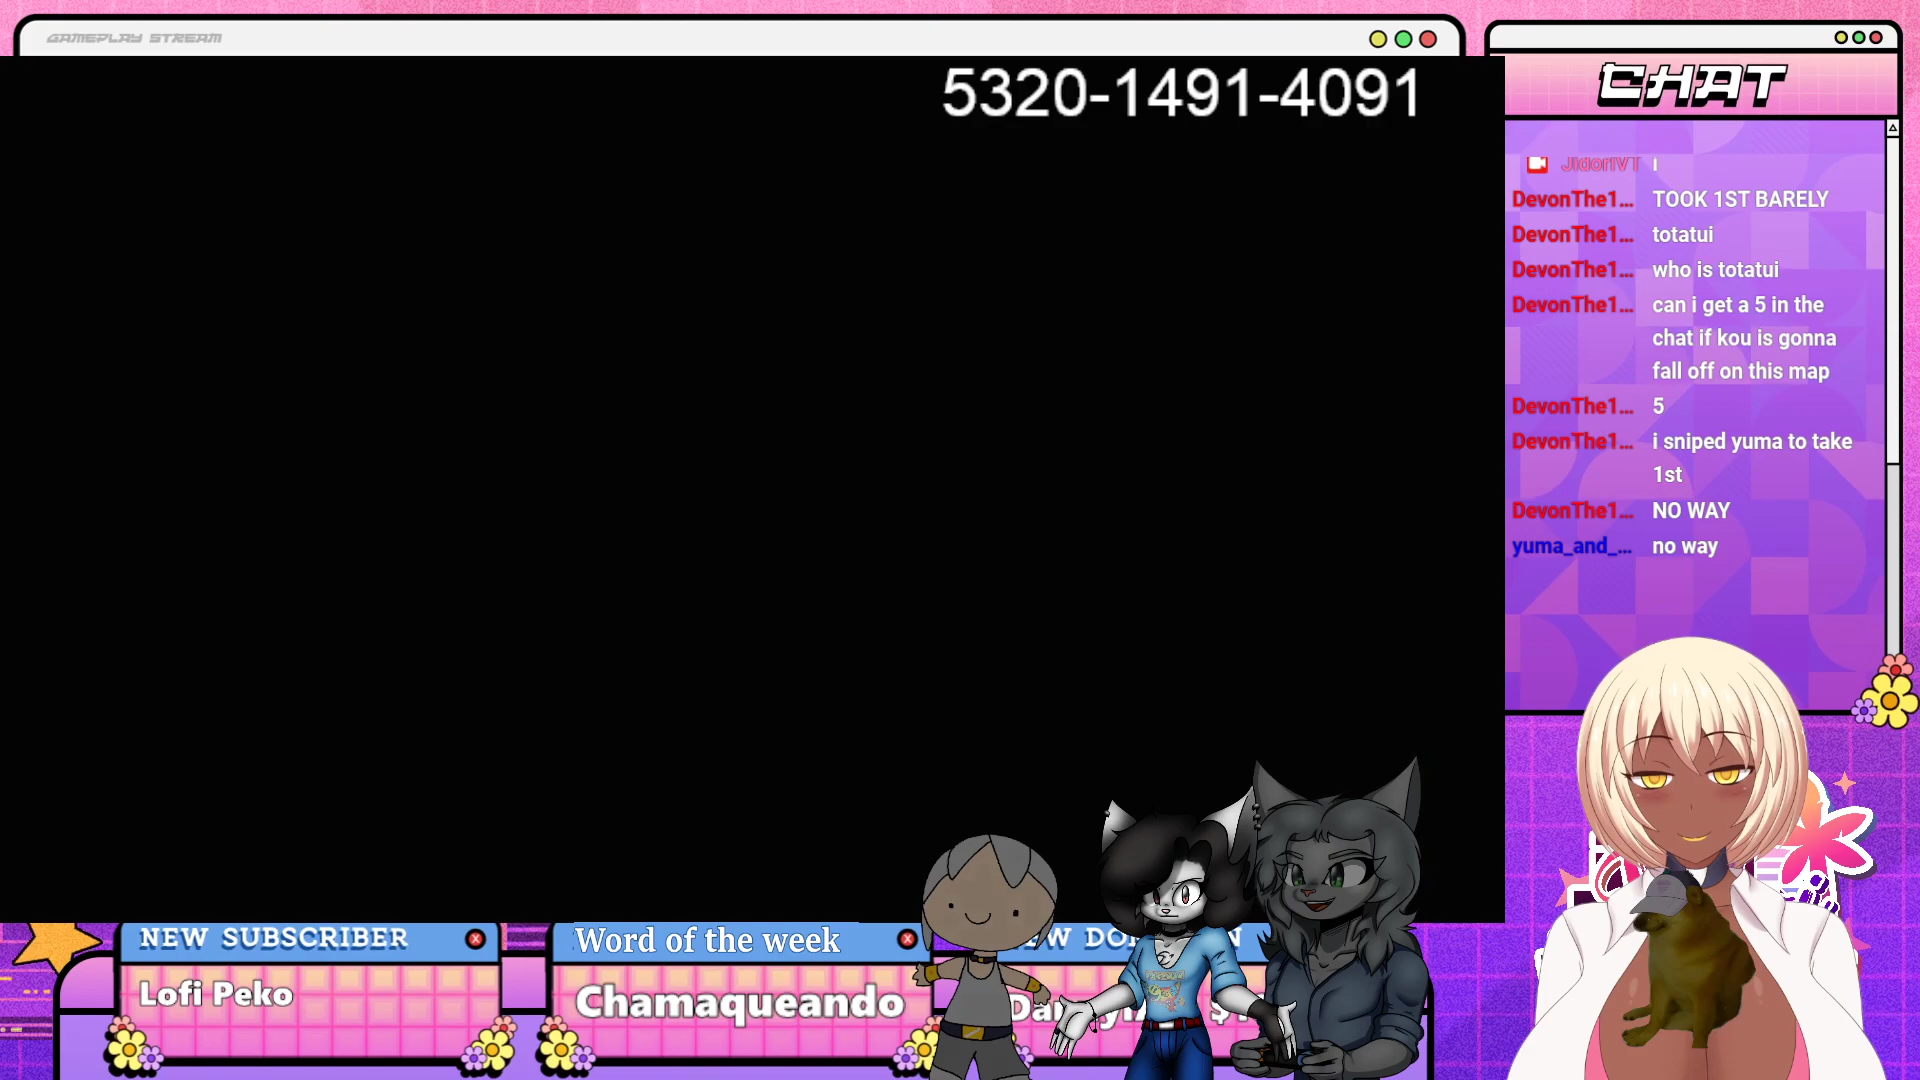 GAMEPLAY STREAM
5320-1491-4091
CHAT
JidoriVT
DevonThe1... TOOK 1ST BARELY
DevonThe1... totatui
DevonThe1... who is totatui
DevonThe1... can i get a 5 in the
chat if kou is gonna
fall off on this map
DevonThe1... 5
DevonThe1... i sniped yuma to take
1st
DevonThe1... NO WAY
yuma_and_... no way
NEW SUBSCRIBER
Lofi Peko
Word of the week
Chamaqueando